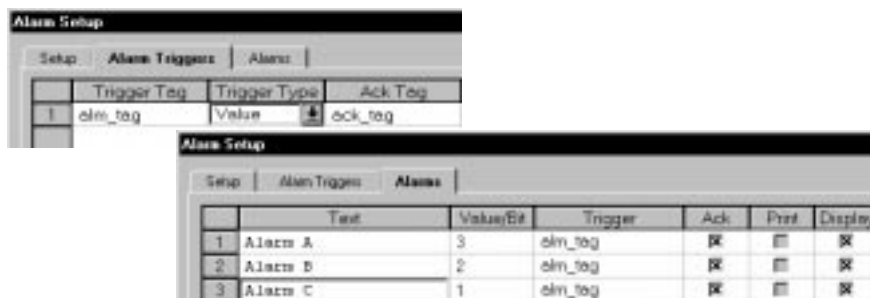 Alarm Setup
Setup Alarm Triggers Alarms
Trigger Tag Trigger Type Ack Tag
1 alm_tag Value ack_tag
Alarm Setup
Setup Alarm Triggers Alarms
Text Value/Bit Trigger Ack Print Display
1 Alarm A 3 alm_tag
2 Alarm B 2 alm_tag
3 Alarm C 1 alm_tag